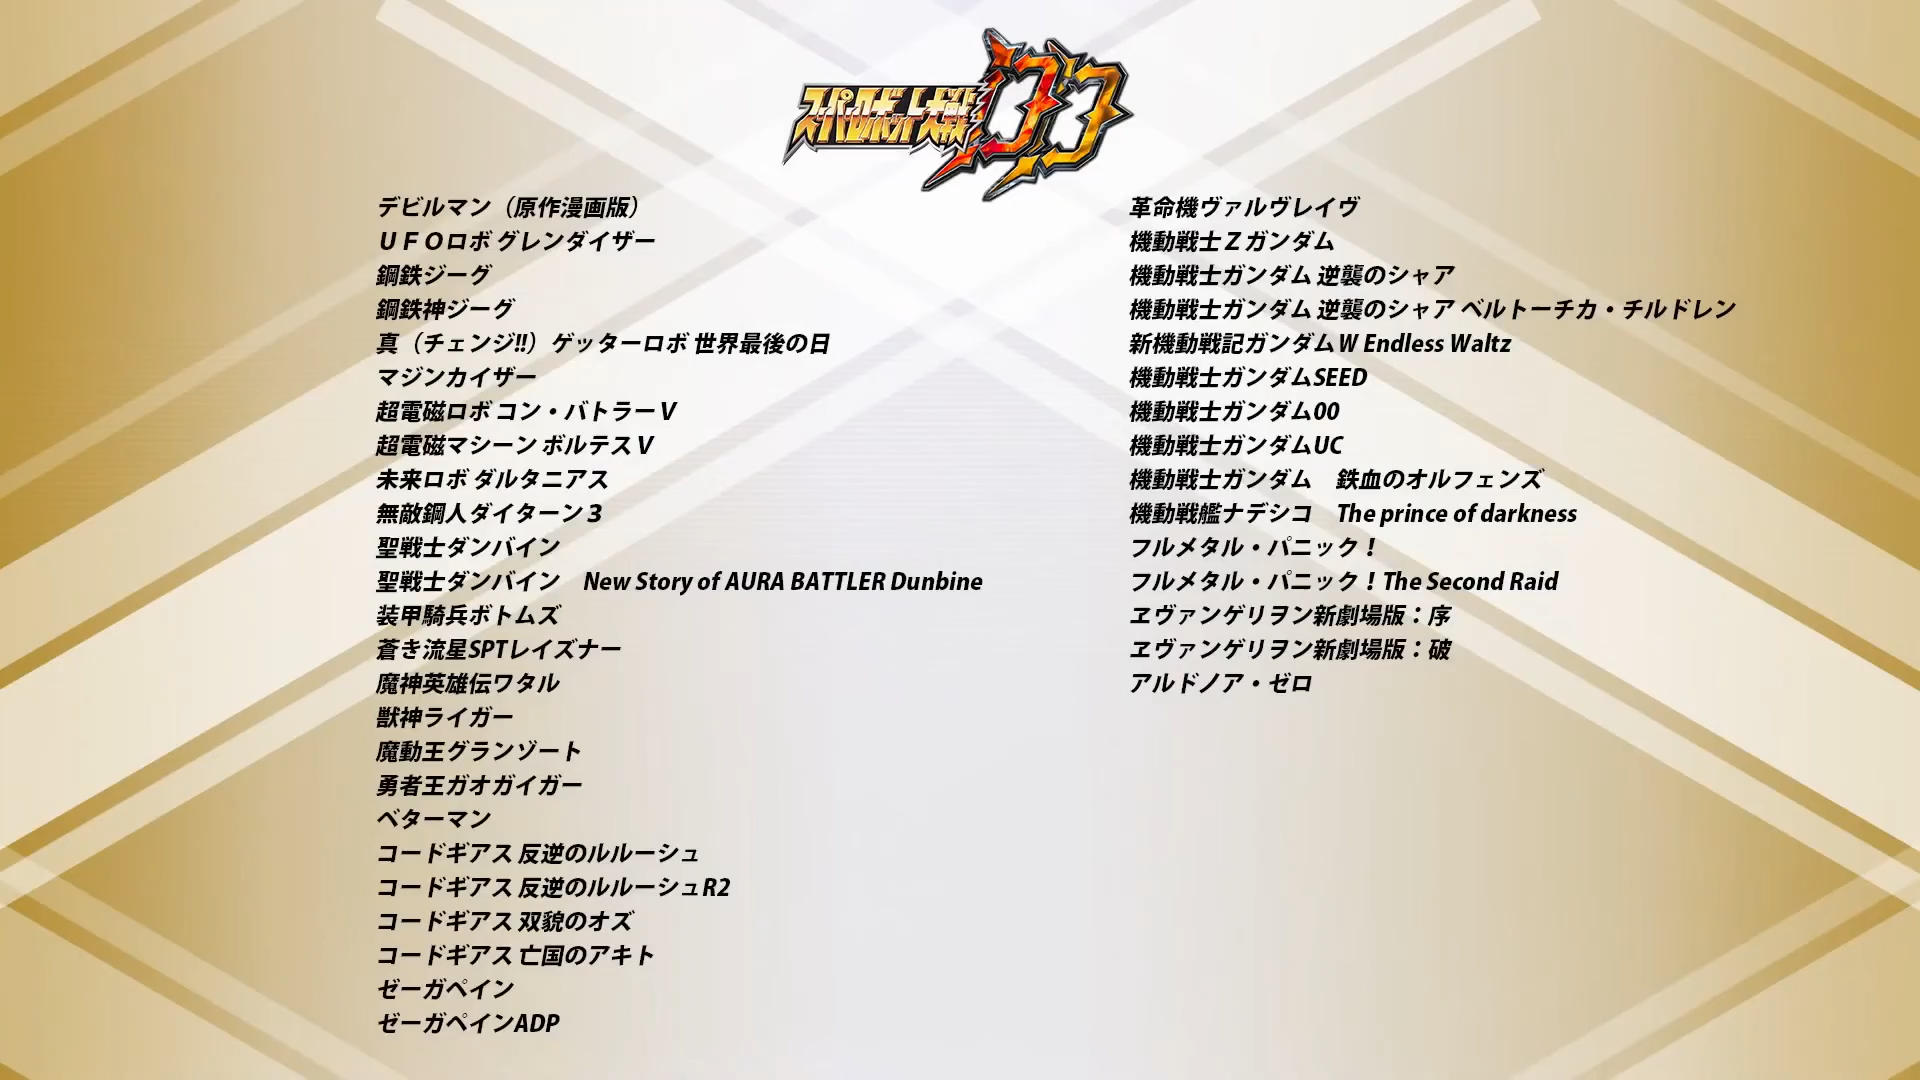 スーパーロボット大戦DD
デビルマン（原作漫画版）
ＵＦＯロボ グレンダイザー
鋼鉄ジーグ
鋼鉄神ジーグ
真（チェンジ!!）ゲッターロボ 世界最後の日
マジンカイザー
超電磁ロボ コン・バトラーＶ
超電磁マシーン ボルテスＶ
未来ロボ ダルタニアス
無敵鋼人ダイターン３
聖戦士ダンバイン
聖戦士ダンバイン　New Story of AURA BATTLER Dunbine
装甲騎兵ボトムズ
蒼き流星SPTレイズナー
魔神英雄伝ワタル
獣神ライガー
魔動王グランゾート
勇者王ガオガイガー
ベターマン
コードギアス 反逆のルルーシュ
コードギアス 反逆のルルーシュR2
コードギアス 双貌のオズ
コードギアス 亡国のアキト
ゼーガペイン
ゼーガペインADP
革命機ヴァルヴレイヴ
機動戦士Ｚガンダム
機動戦士ガンダム 逆襲のシャア
機動戦士ガンダム 逆襲のシャア ベルトーチカ・チルドレン
新機動戦記ガンダムＷ Endless Waltz
機動戦士ガンダムSEED
機動戦士ガンダム00
機動戦士ガンダムUC
機動戦士ガンダム　鉄血のオルフェンズ
機動戦艦ナデシコ　The prince of darkness
フルメタル・パニック！
フルメタル・パニック！The Second Raid
ヱヴァンゲリヲン新劇場版：序
ヱヴァンゲリヲン新劇場版：破
アルドノア・ゼロ